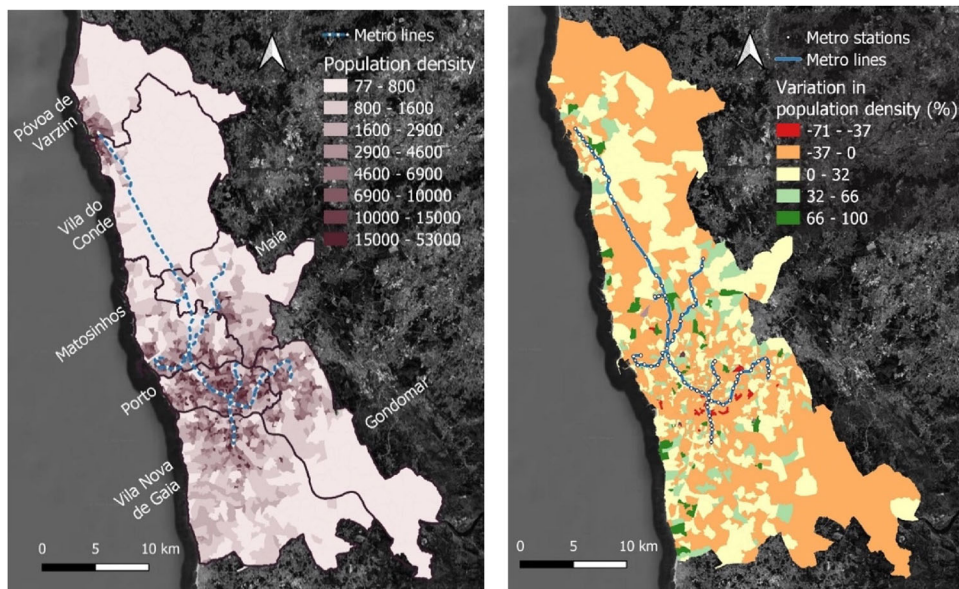 Metro lines
Population density
77 - 800
800 - 1600
1600 - 2900
2900 - 4600
4600 - 6900
6900 - 10000
10000 - 15000
15000 - 53000
Póvoa de
Varzim
Vila do
Conde
Maia
Matosinhos
Porto
Gondomar
Vila Nova
de Gaia
0 5 10 km
Metro stations
Metro lines
Variation in
population density (%)
-71 - -37
-37 - 0
0 - 32
32 - 66
66 - 100
0 5 10 km